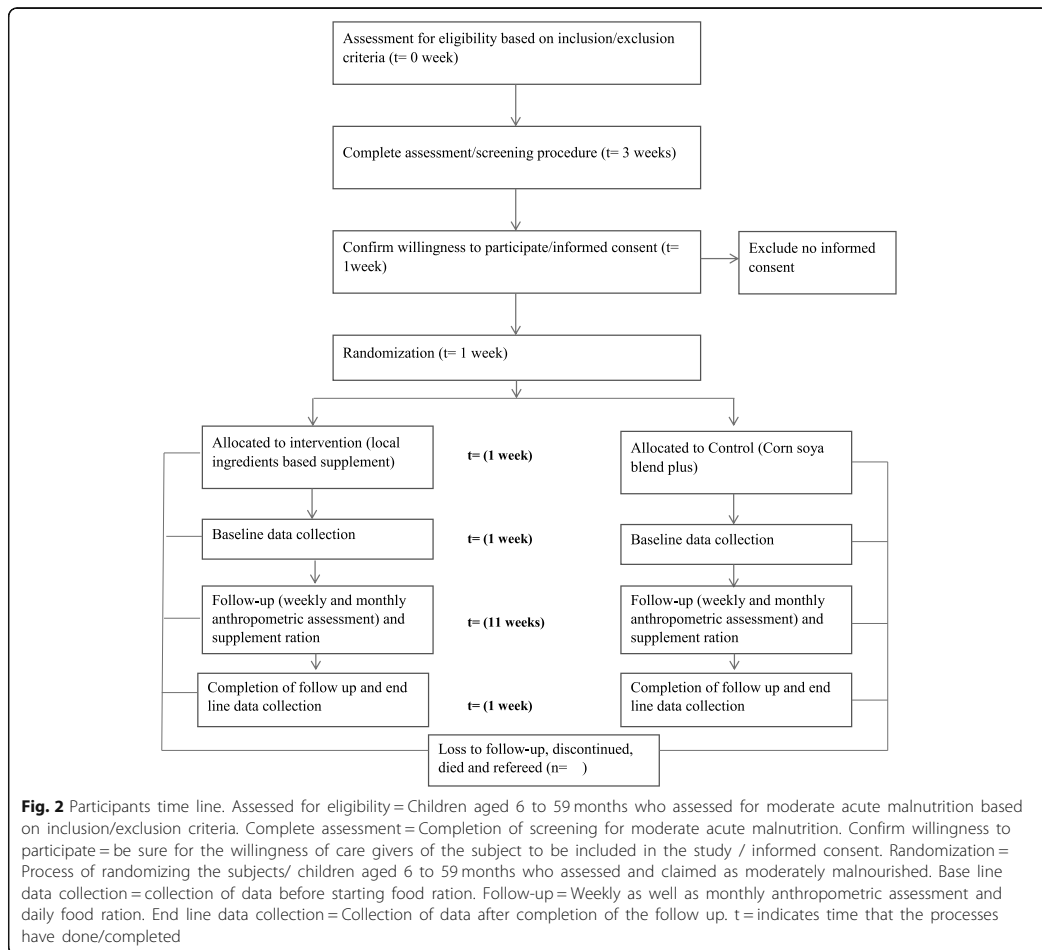 Assessment for eligibility based on inclusion/exclusion
criteria (t= 0 week)
Complete assessment/screening procedure (t= 3 weeks)
Confirm willingness to participate/informed consent (t=
1week)
Exclude no informed
consent
Randomization (t= 1 week)
Allocated to intervention (local
ingredients based supplement)
t= (1 week)
Allocated to Control (Corn soya
blend plus)
Baseline data collection
t= (1 week)
Baseline data collection
Follow-up (weekly and monthly
anthropometric assessment) and
supplement ration
t= (11 weeks)
Follow-up (weekly and monthly
anthropometric assessment) and
supplement ration
Completion of follow up and end
line data collection
t= (1 week)
Completion of follow up and end
line data collection
Loss to follow-up, discontinued,
died and refereed (n= )
Fig. 2 Participants time line. Assessed for eligibility = Children aged 6 to 59 months who assessed for moderate acute malnutrition based
on inclusion/exclusion criteria. Complete assessment = Completion of screening for moderate acute malnutrition. Confirm willingness to
participate = be sure for the willingness of care givers of the subject to be included in the study / informed consent. Randomization =
Process of randomizing the subjects/ children aged 6 to 59 months who assessed and claimed as moderately malnourished. Base line
data collection = collection of data before starting food ration. Follow-up = Weekly as well as monthly anthropometric assessment and
daily food ration. End line data collection = Collection of data after completion of the follow up. t = indicates time that the processes
have done/completed